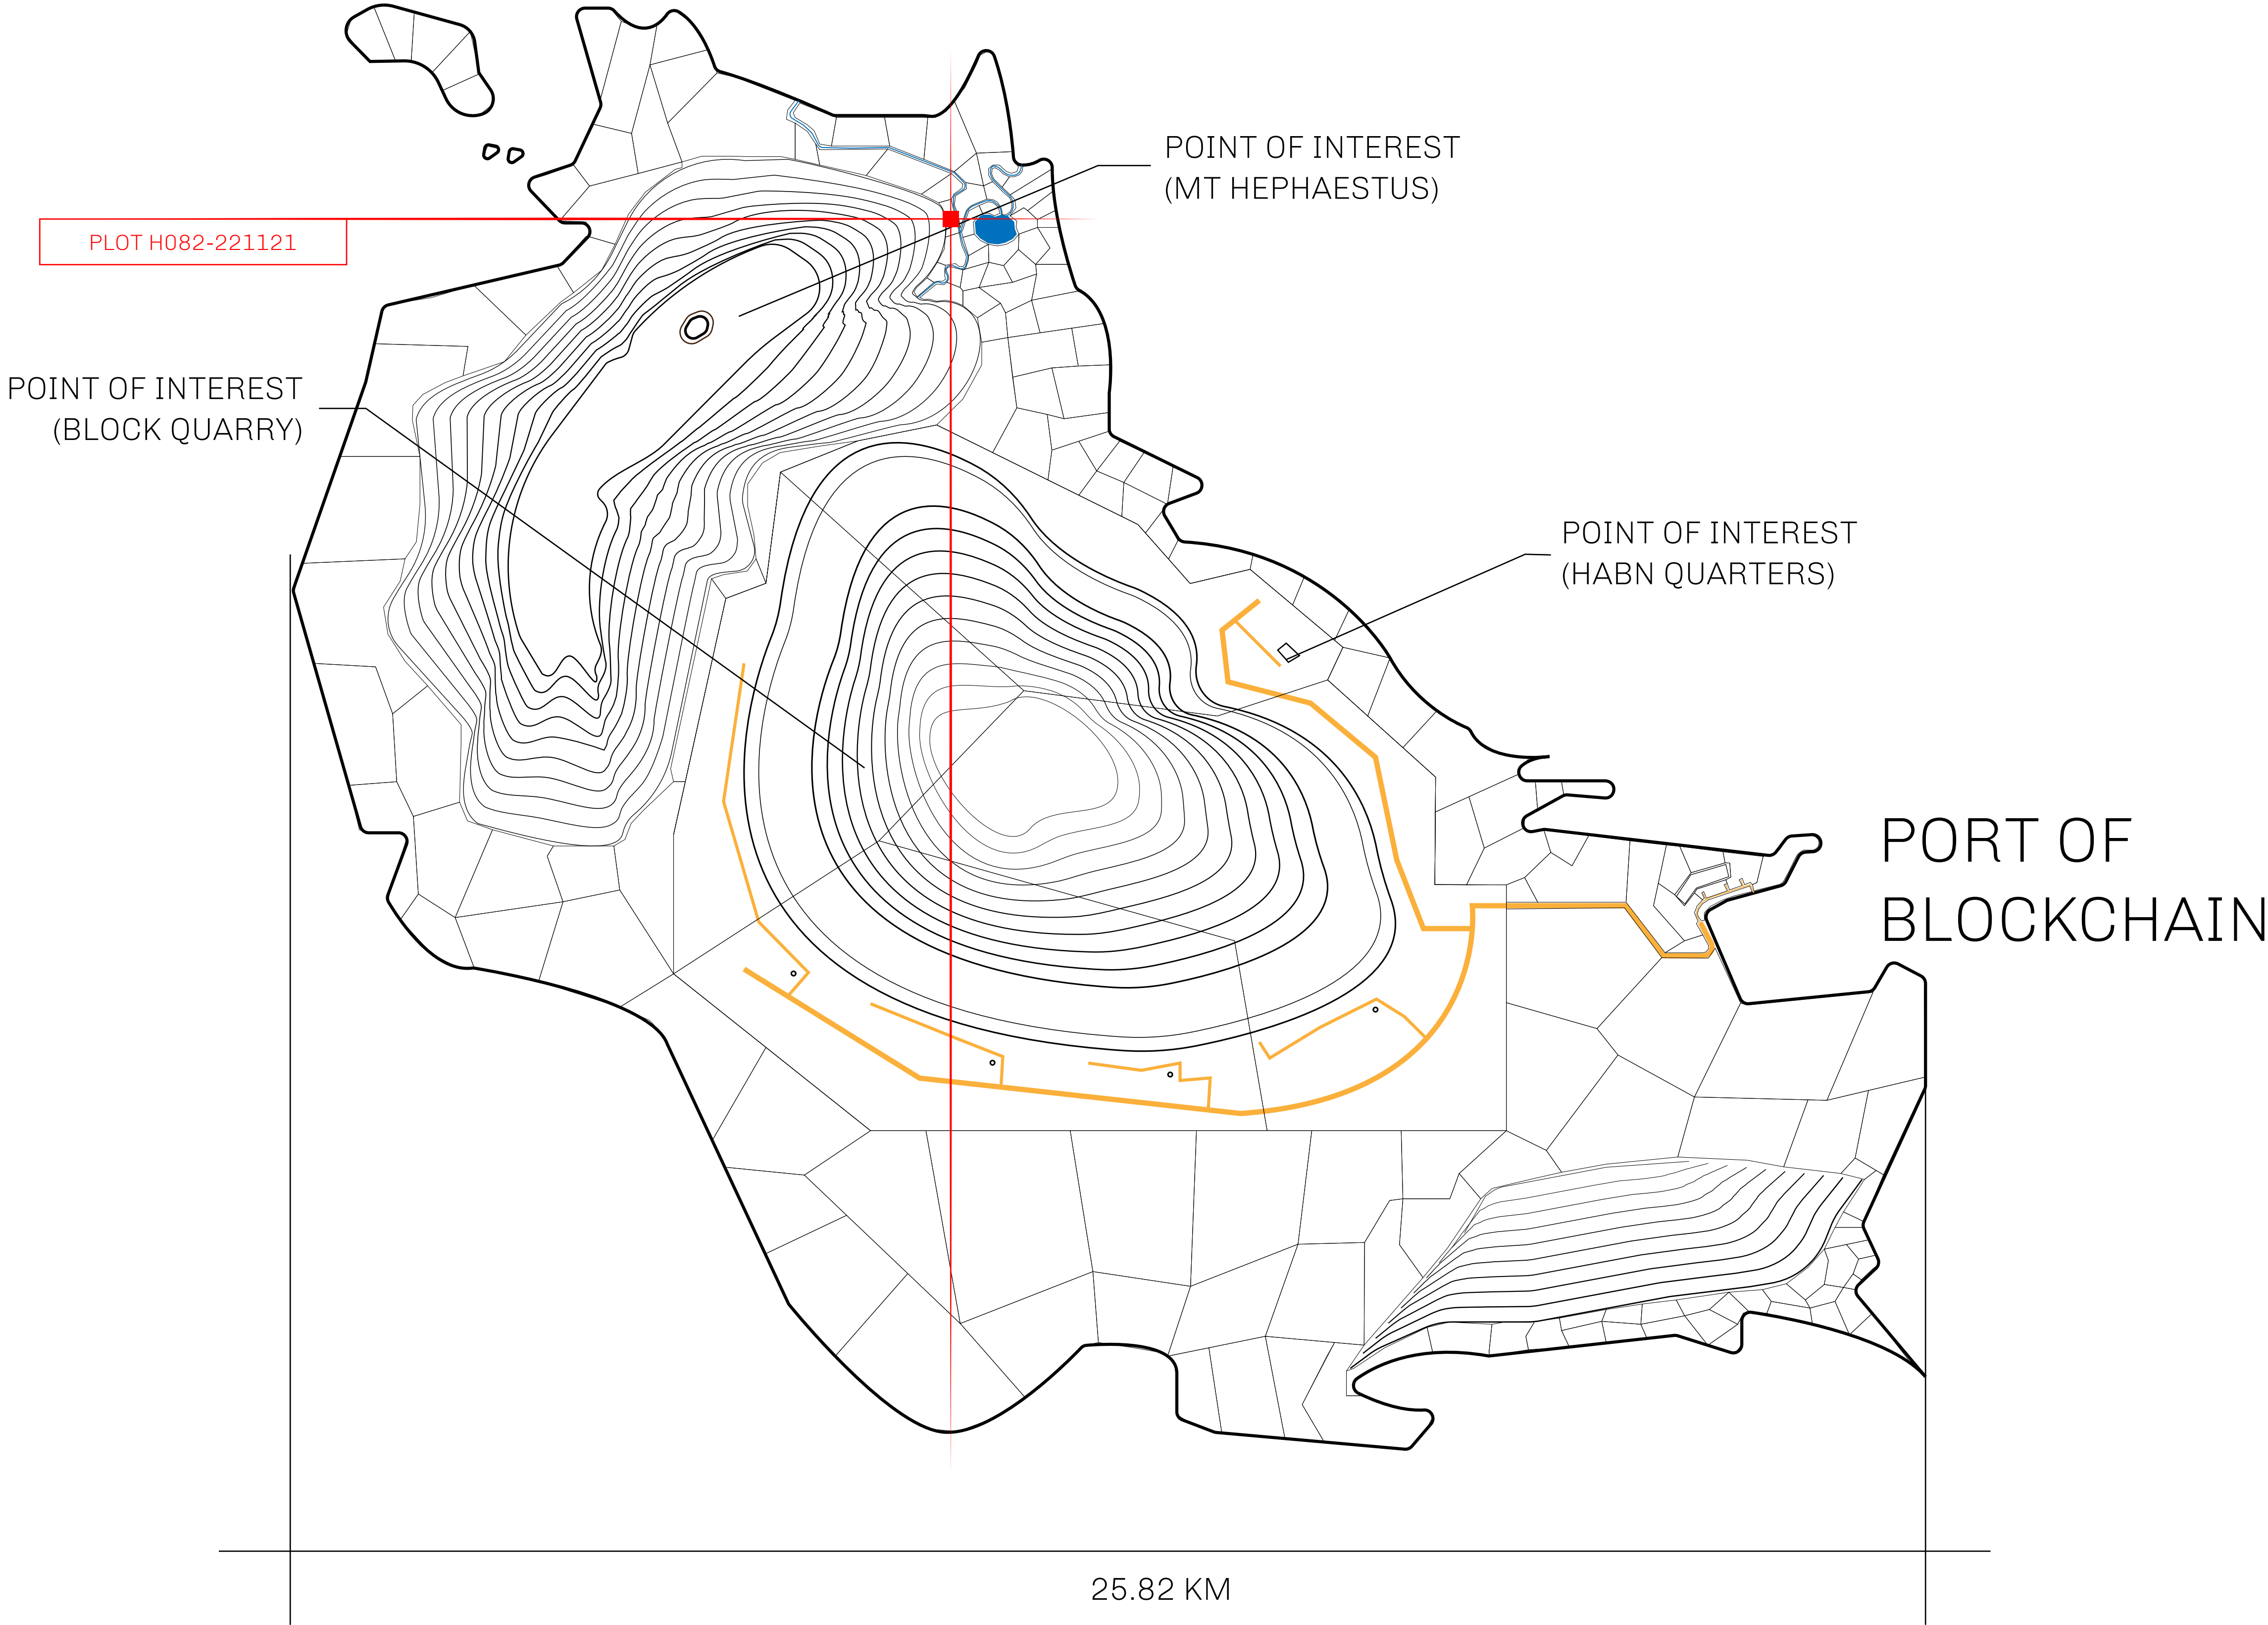 POINT OF INTEREST
(MT HEPHAESTUS)
PLOT H082-221121
POINT OF INTEREST
(BLOCK QUARRY)
POINT OF INTEREST
(HABN QUARTERS)
PORT OF
BLOCKCHAIN
25.82 KM